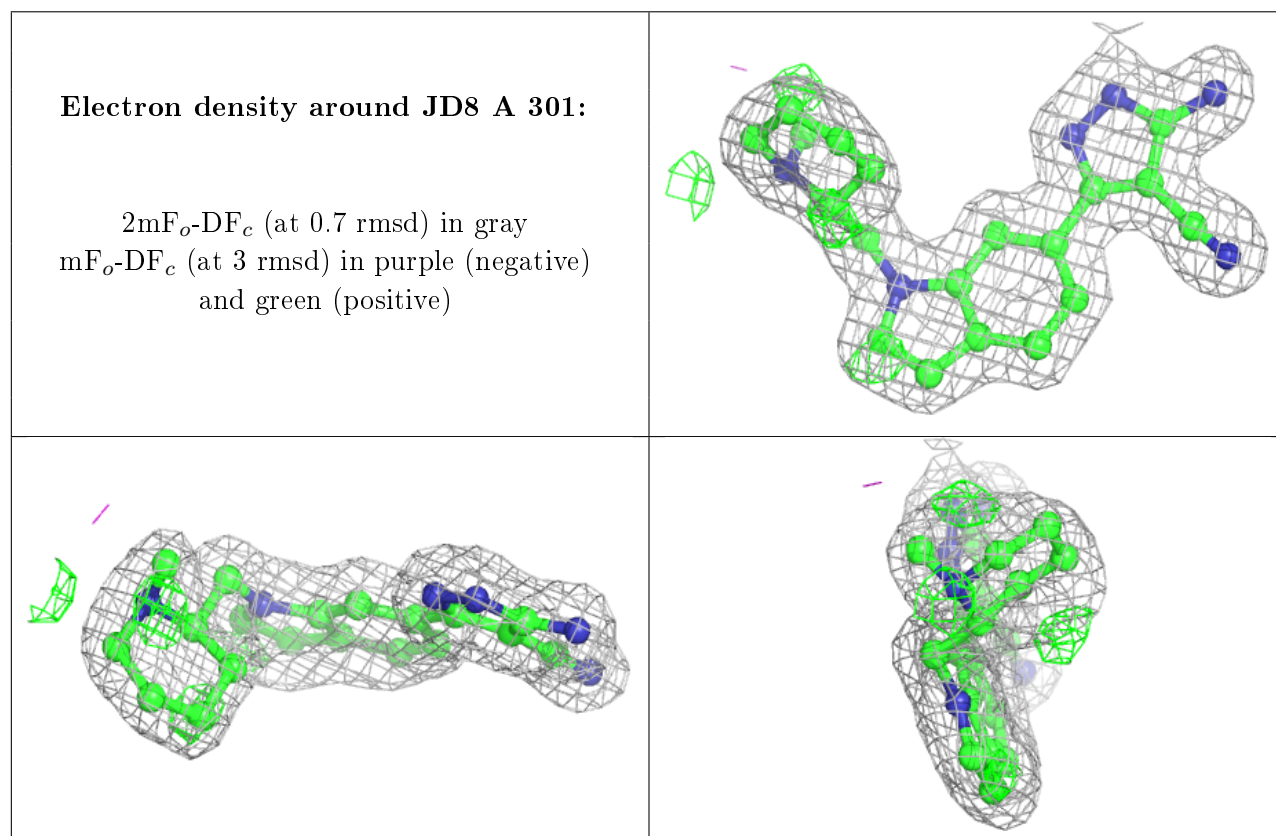 Electron density around JD8 A 301:
2mFo-DFc (at 0.7 rmsd) in gray
mFo-DFc (at 3 rmsd) in purple (negative)
and green (positive)